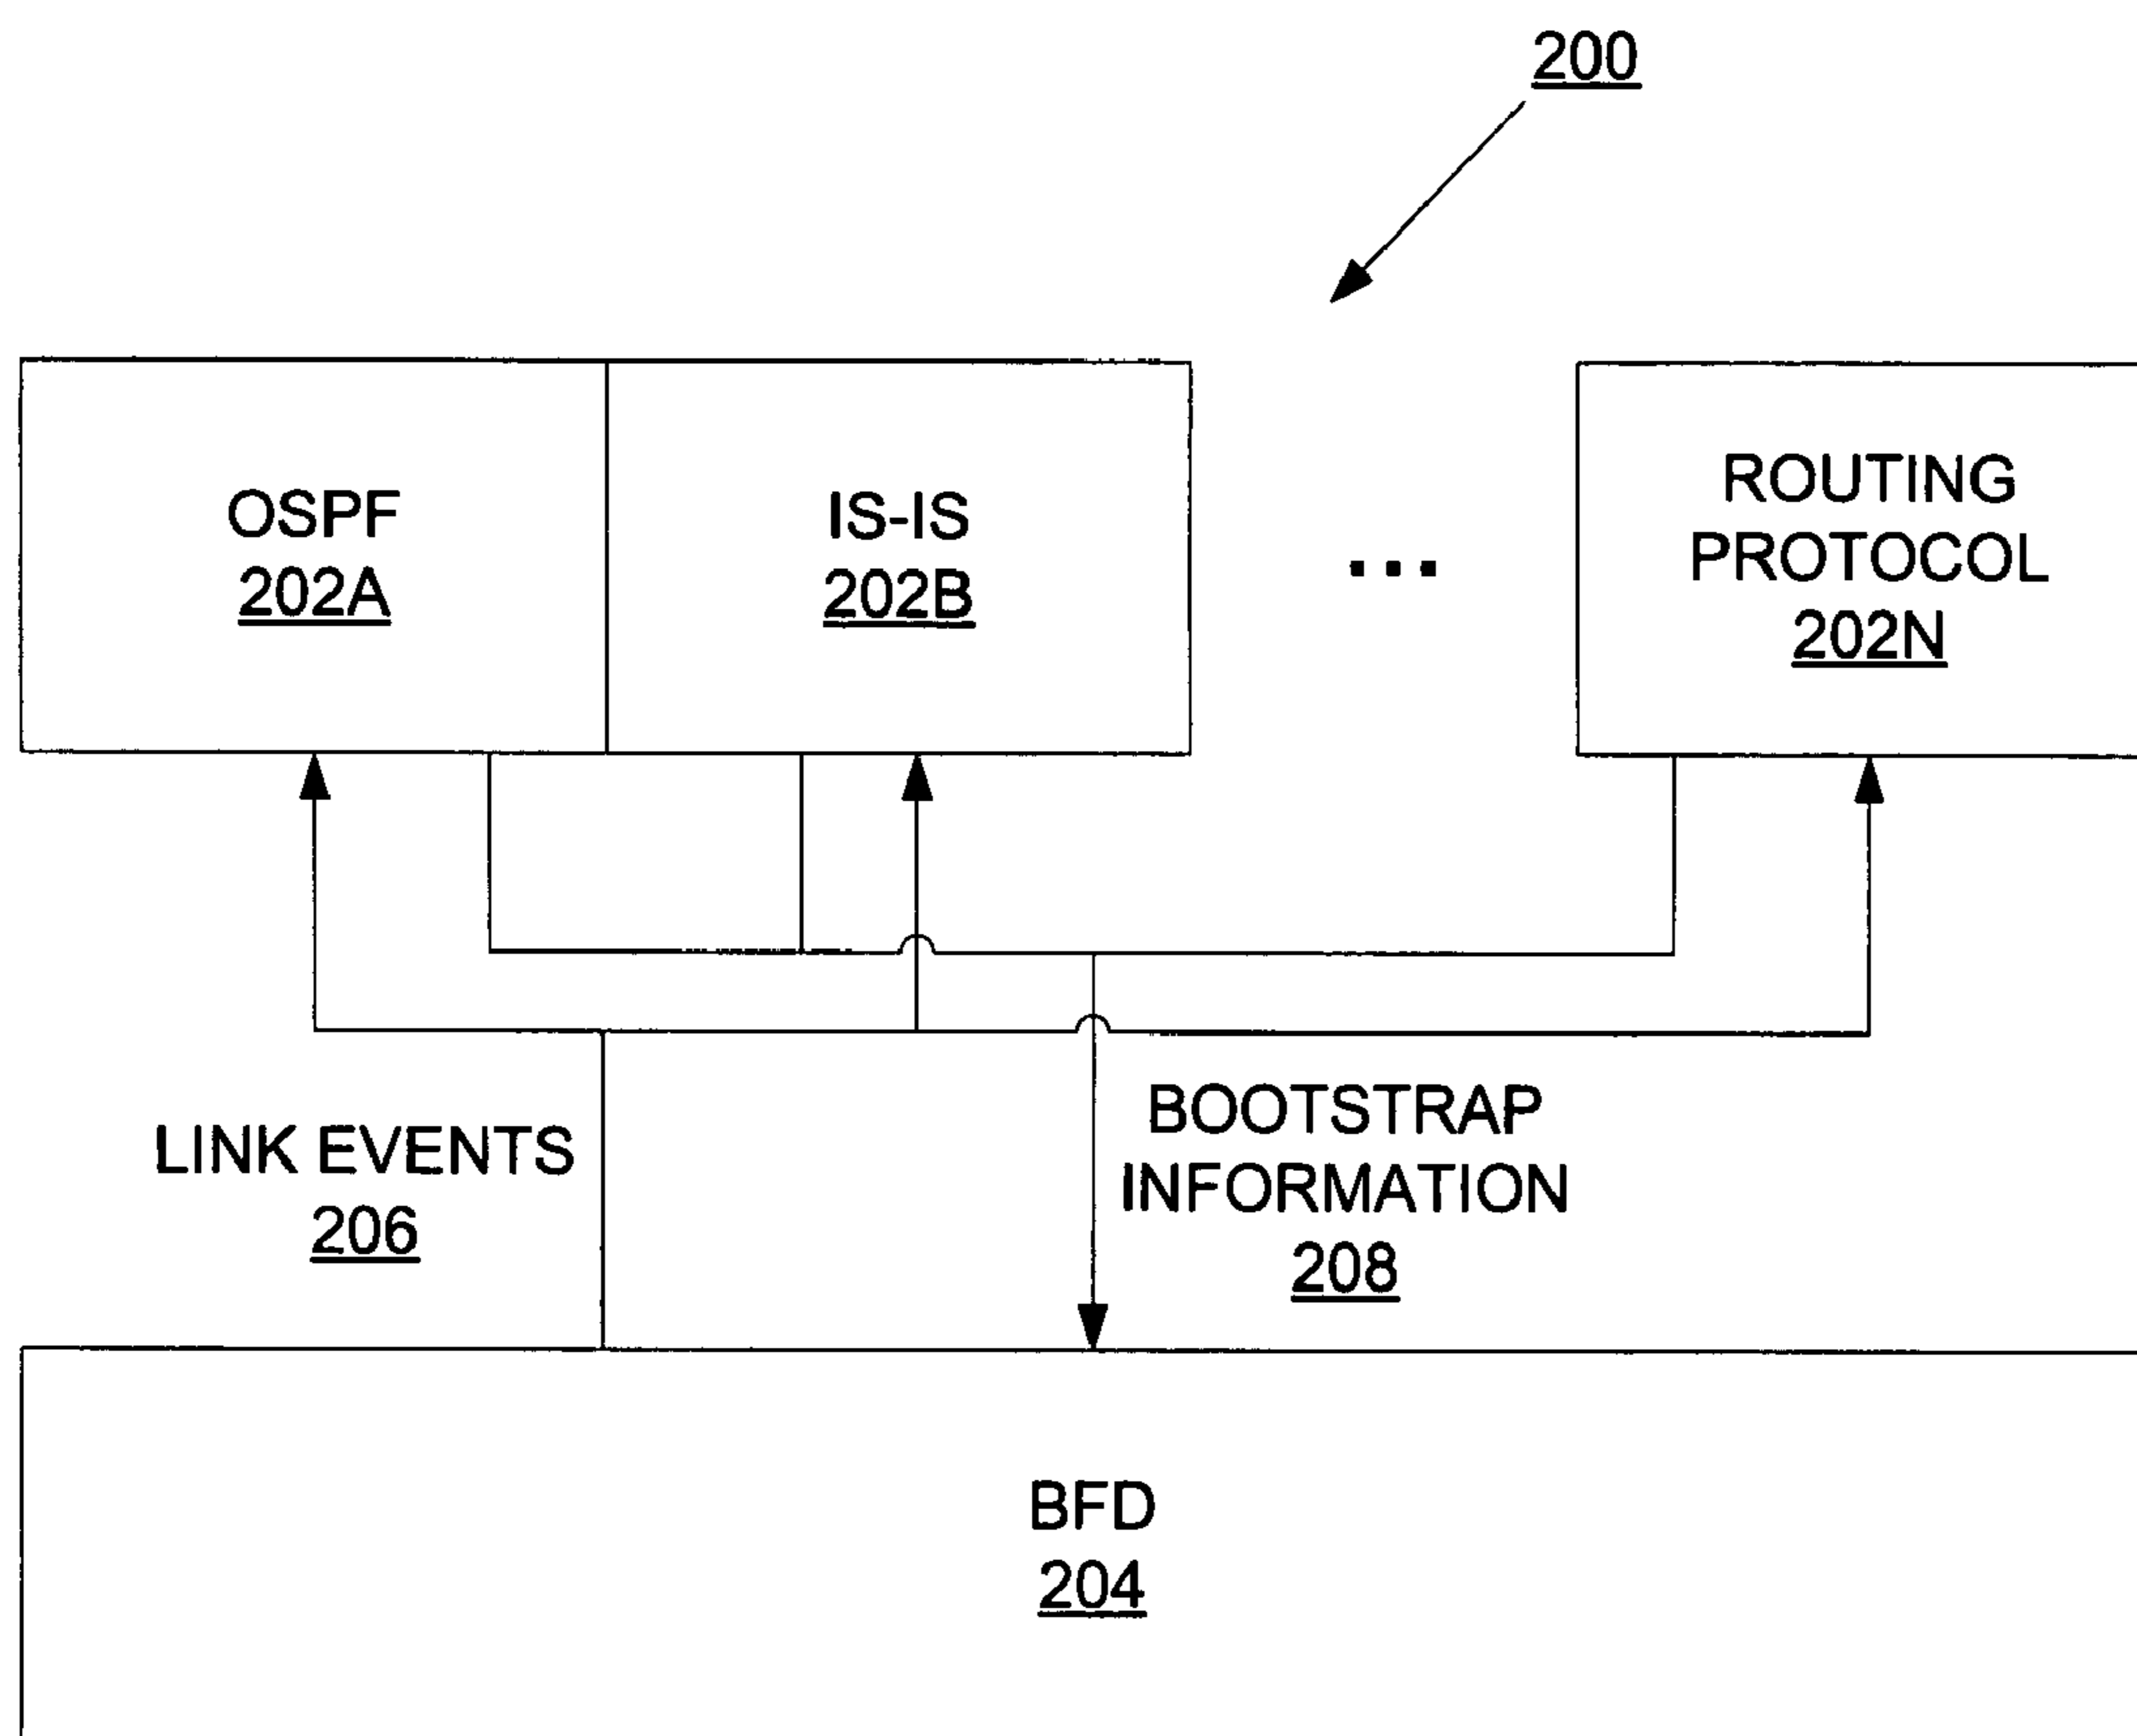 200
OSPF
202A
IS-IS
202B
...
ROUTING
PROTOCOL
202N
LINK EVENTS
206
BOOTSTRAP
INFORMATION
208
BFD
204